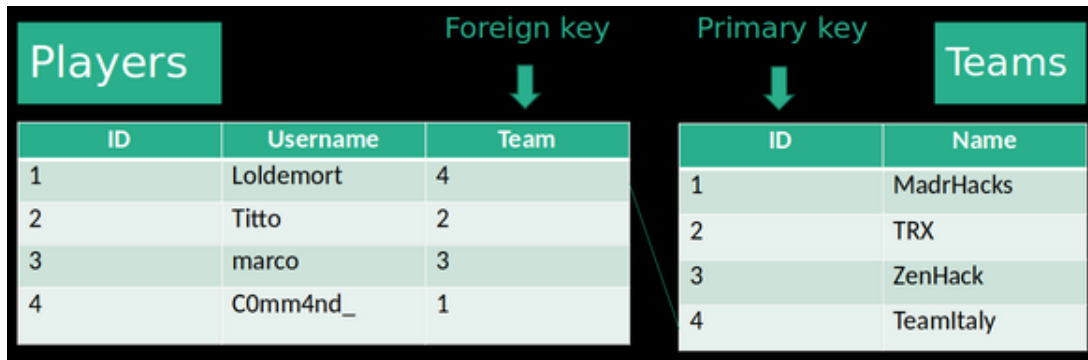 Players
Foreign key
Primary key
Teams
ID Username Team
1 Loldemort 4
2 Titto 2
3 marco 3
4 C0mm4nd_ 1
ID Name
1 MadrHacks
2 TRX
3 ZenHack
4 TeamItaly